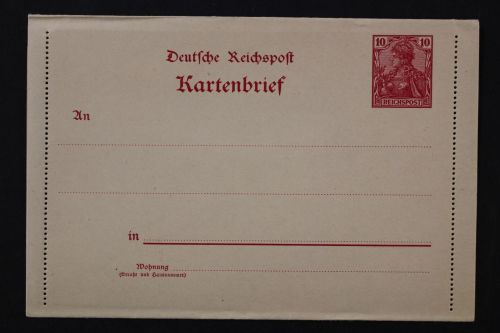 Deutsche Reichspost
Kartenbrief
10 10
REICHSPOST
An
in
Wohnung
(Straße und Hausnummer)